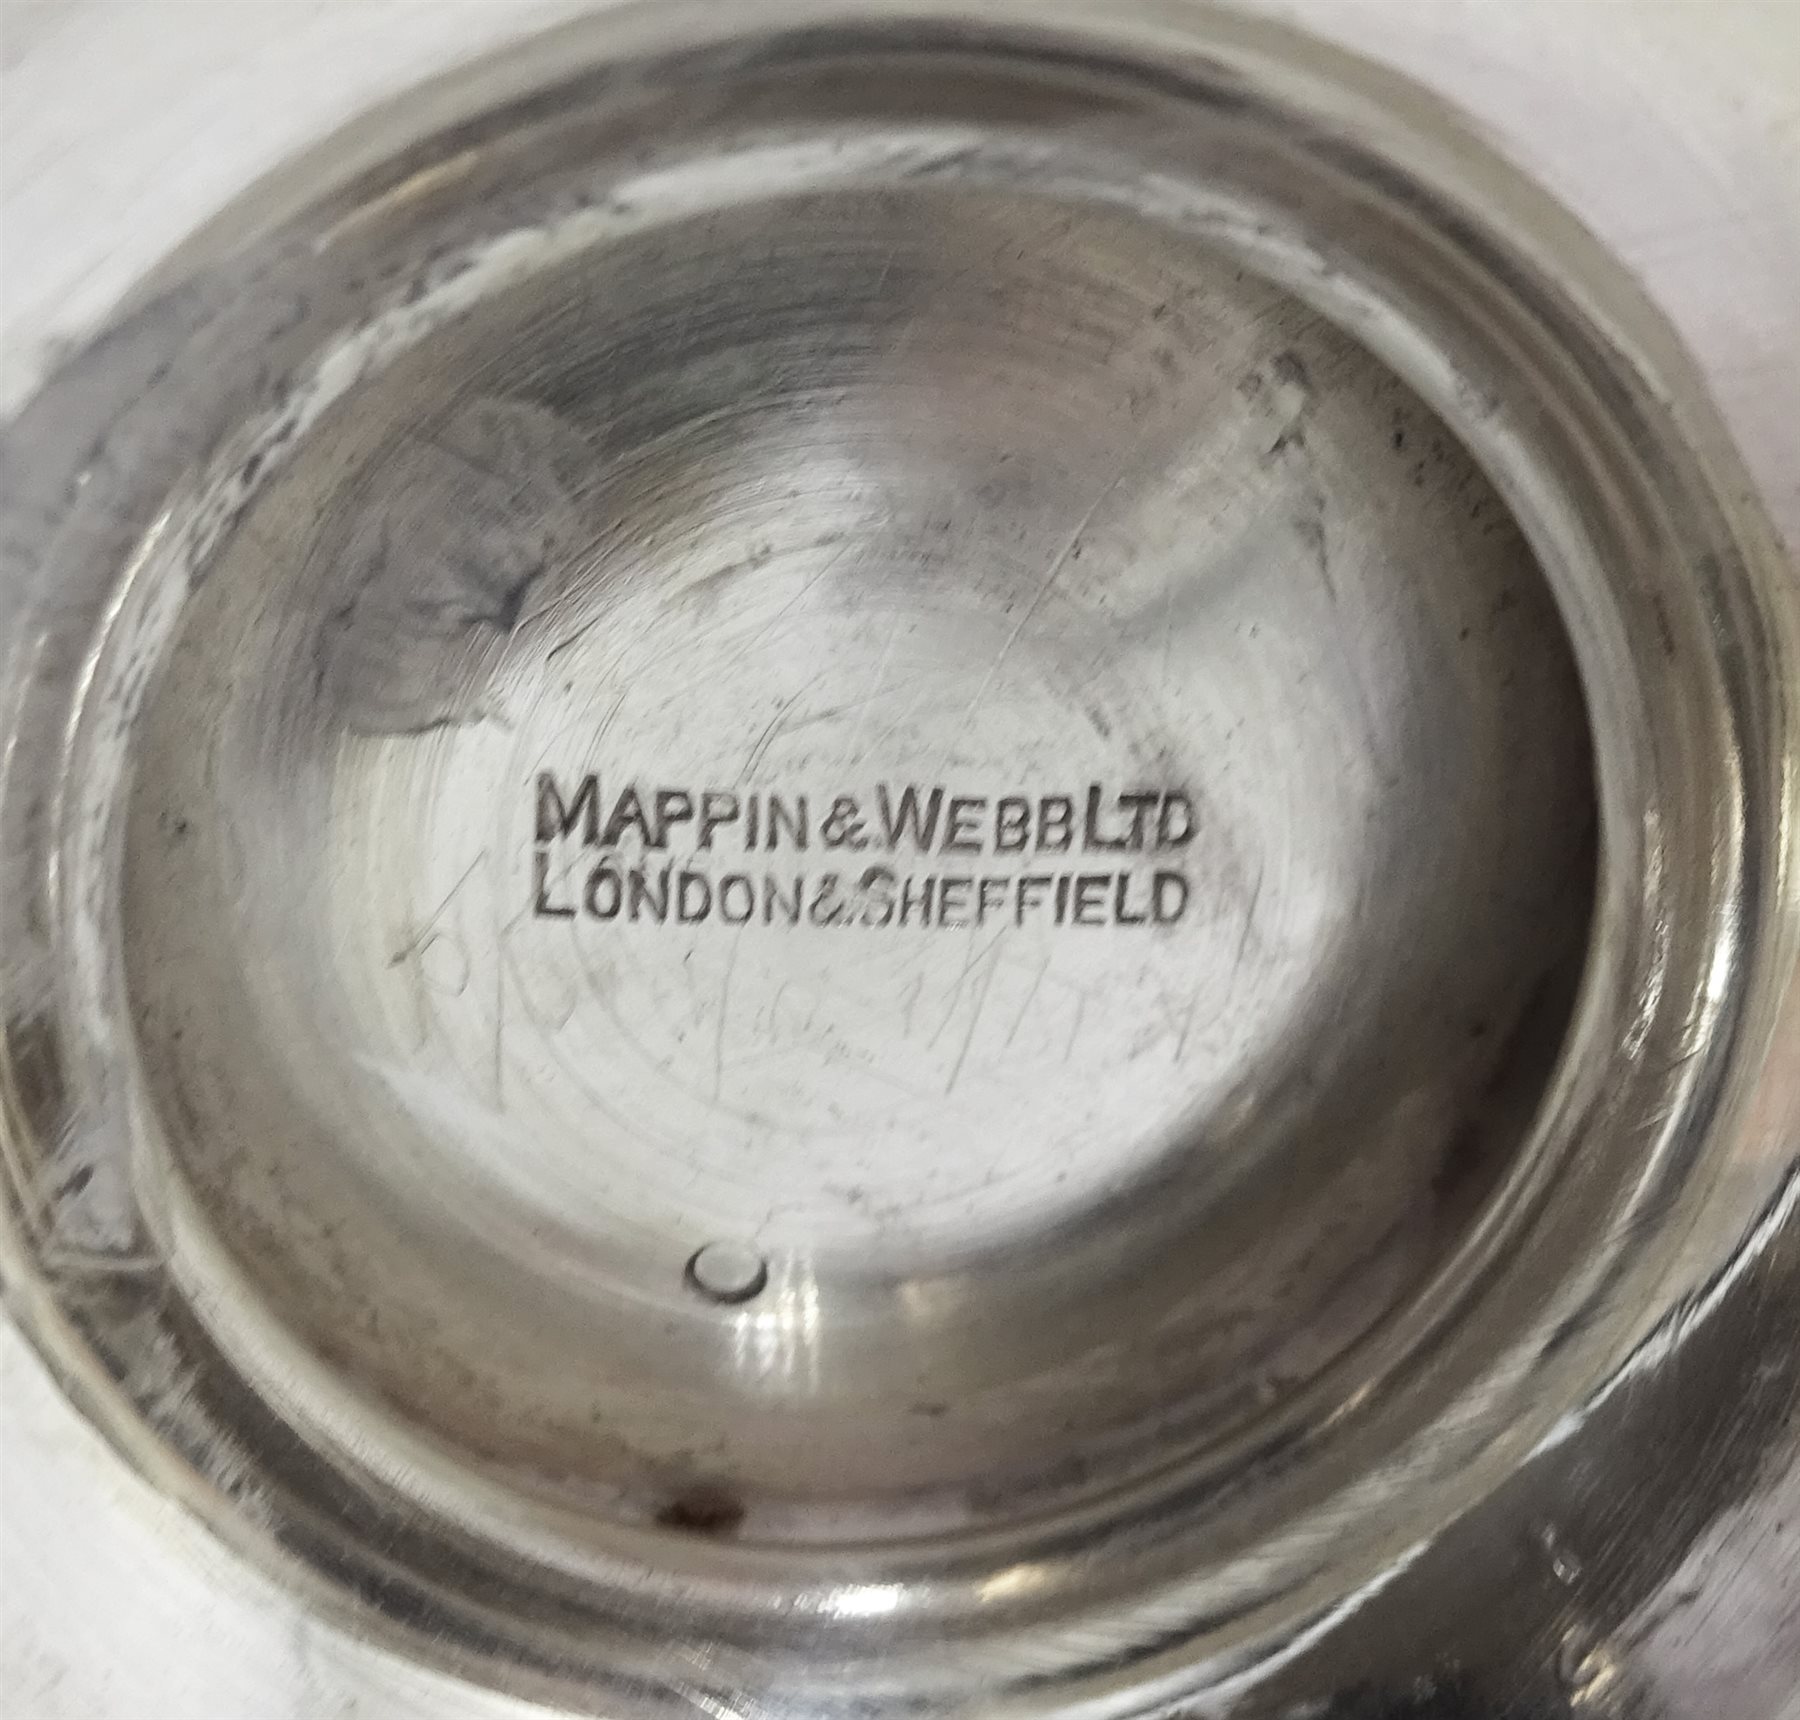 MAPPIN & WEBB LTD
LONDON & SHEFFIELD